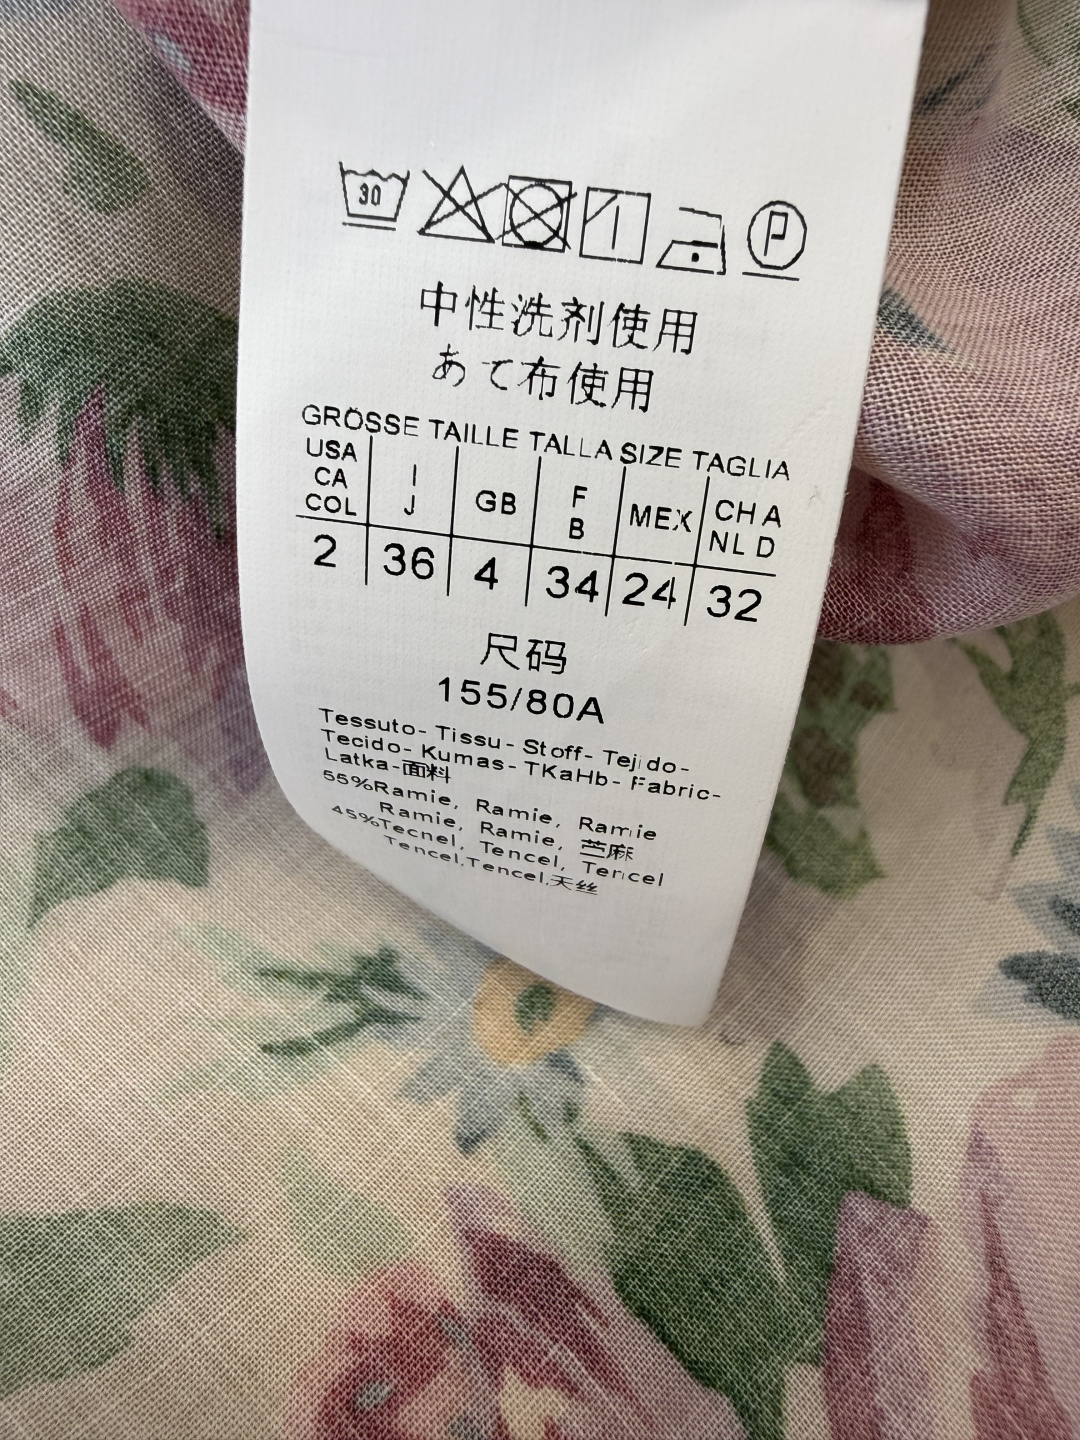 30 P
中性洗剂使用
あて布使用
GRÖSSE TAILLE TALLA SIZE TAGLIA
USA CA COL I J GB F B MEX CH A NL D
2 36 4 34 24 32
尺码
155/80A
Tessuto- Tissu- Stoff- Tejido-
Tecido- Kumas- TKaHb- Fabric-
Latka-面料
55%Ramie, Ramie, Ramie
Ramie, Ramie, 苎麻
45%Tecnel, Tencel, Tencel
Tencel,Tencel,天丝